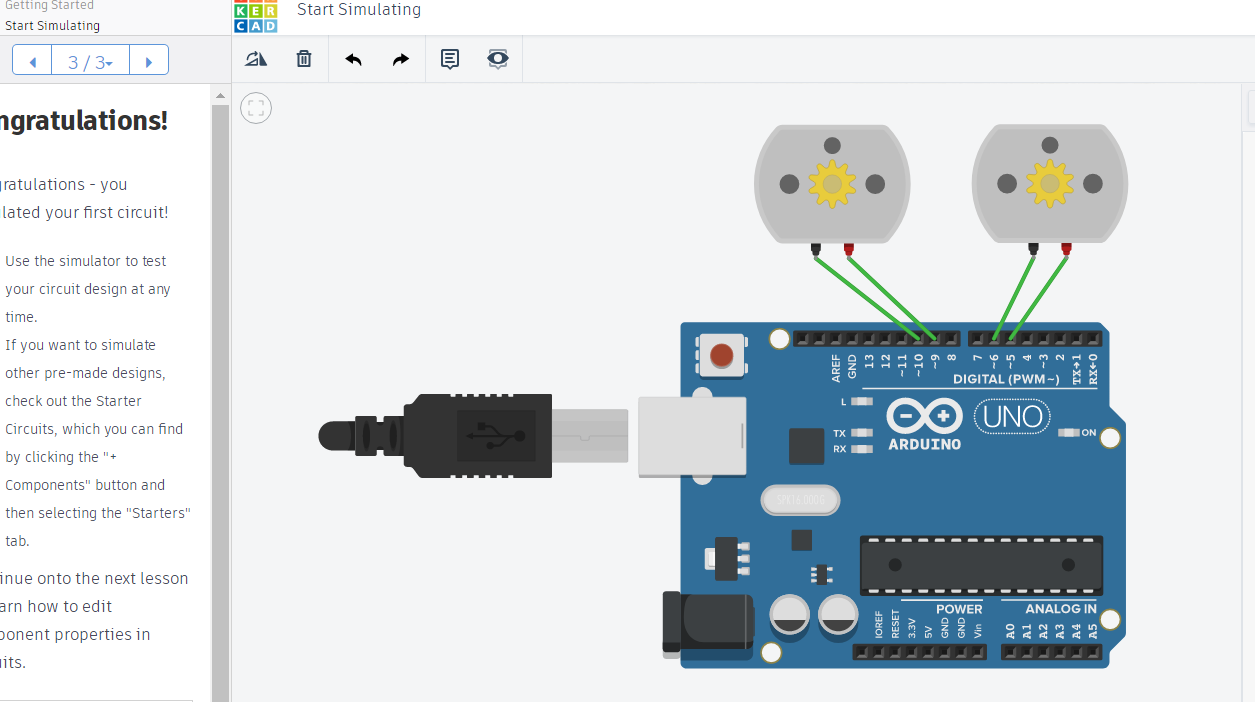 Getting Started
Start Simulating
KER
CAD
Start Simulating
3 / 3
ngratulations!
gratulations - you
lated your first circuit!
Use the simulator to test
your circuit design at any
time.
If you want to simulate
other pre-made designs,
check out the Starter
Circuits, which you can find
by clicking the "+
Components" button and
then selecting the "Starters"
tab.
inue onto the next lesson
arn how to edit
ponent properties in
uits.
AREF
GND
13
12
~11
~10
~9
8
7
~6
~5
4
~3
2
TX→1
RX←0
DIGITAL (PWM~)
L
TX
RX
ARDUINO
UNO
ON
SPK16.000G
POWER
ANALOG IN
IOREF
RESET
3.3V
5V
GND
GND
Vin
A0
A1
A2
A3
A4
A5